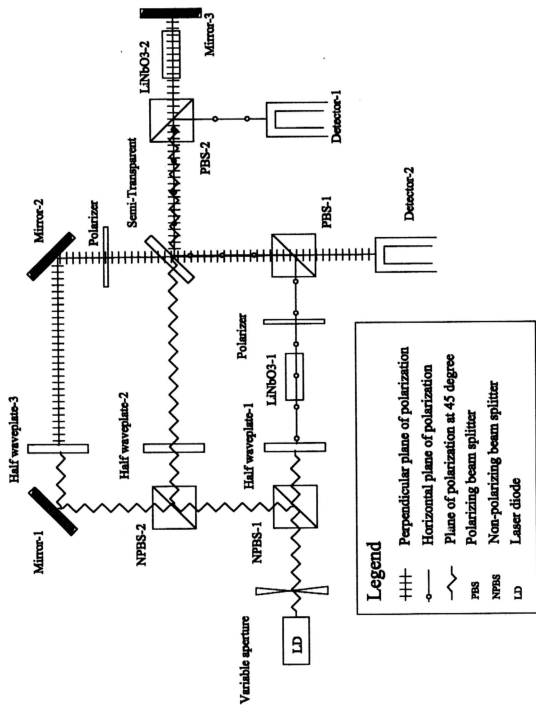 Mirror-3
LiNbO3-2
PBS-2
Detector-1
Semi-Transparent
Mirror-2
Polarizer
PBS-1
Detector-2
Polarizer
LiNbO3-1
Half waveplate-3
Half waveplate-2
Half waveplate-1
Mirror-1
NPBS-2
NPBS-1
Variable aperture
LD
Legend
Perpendicular plane of polarization
Horizontal plane of polarization
Plane of polarization at 45 degree
PBS Polarizing beam splitter
NPBS Non-polarizing beam splitter
LD Laser diode